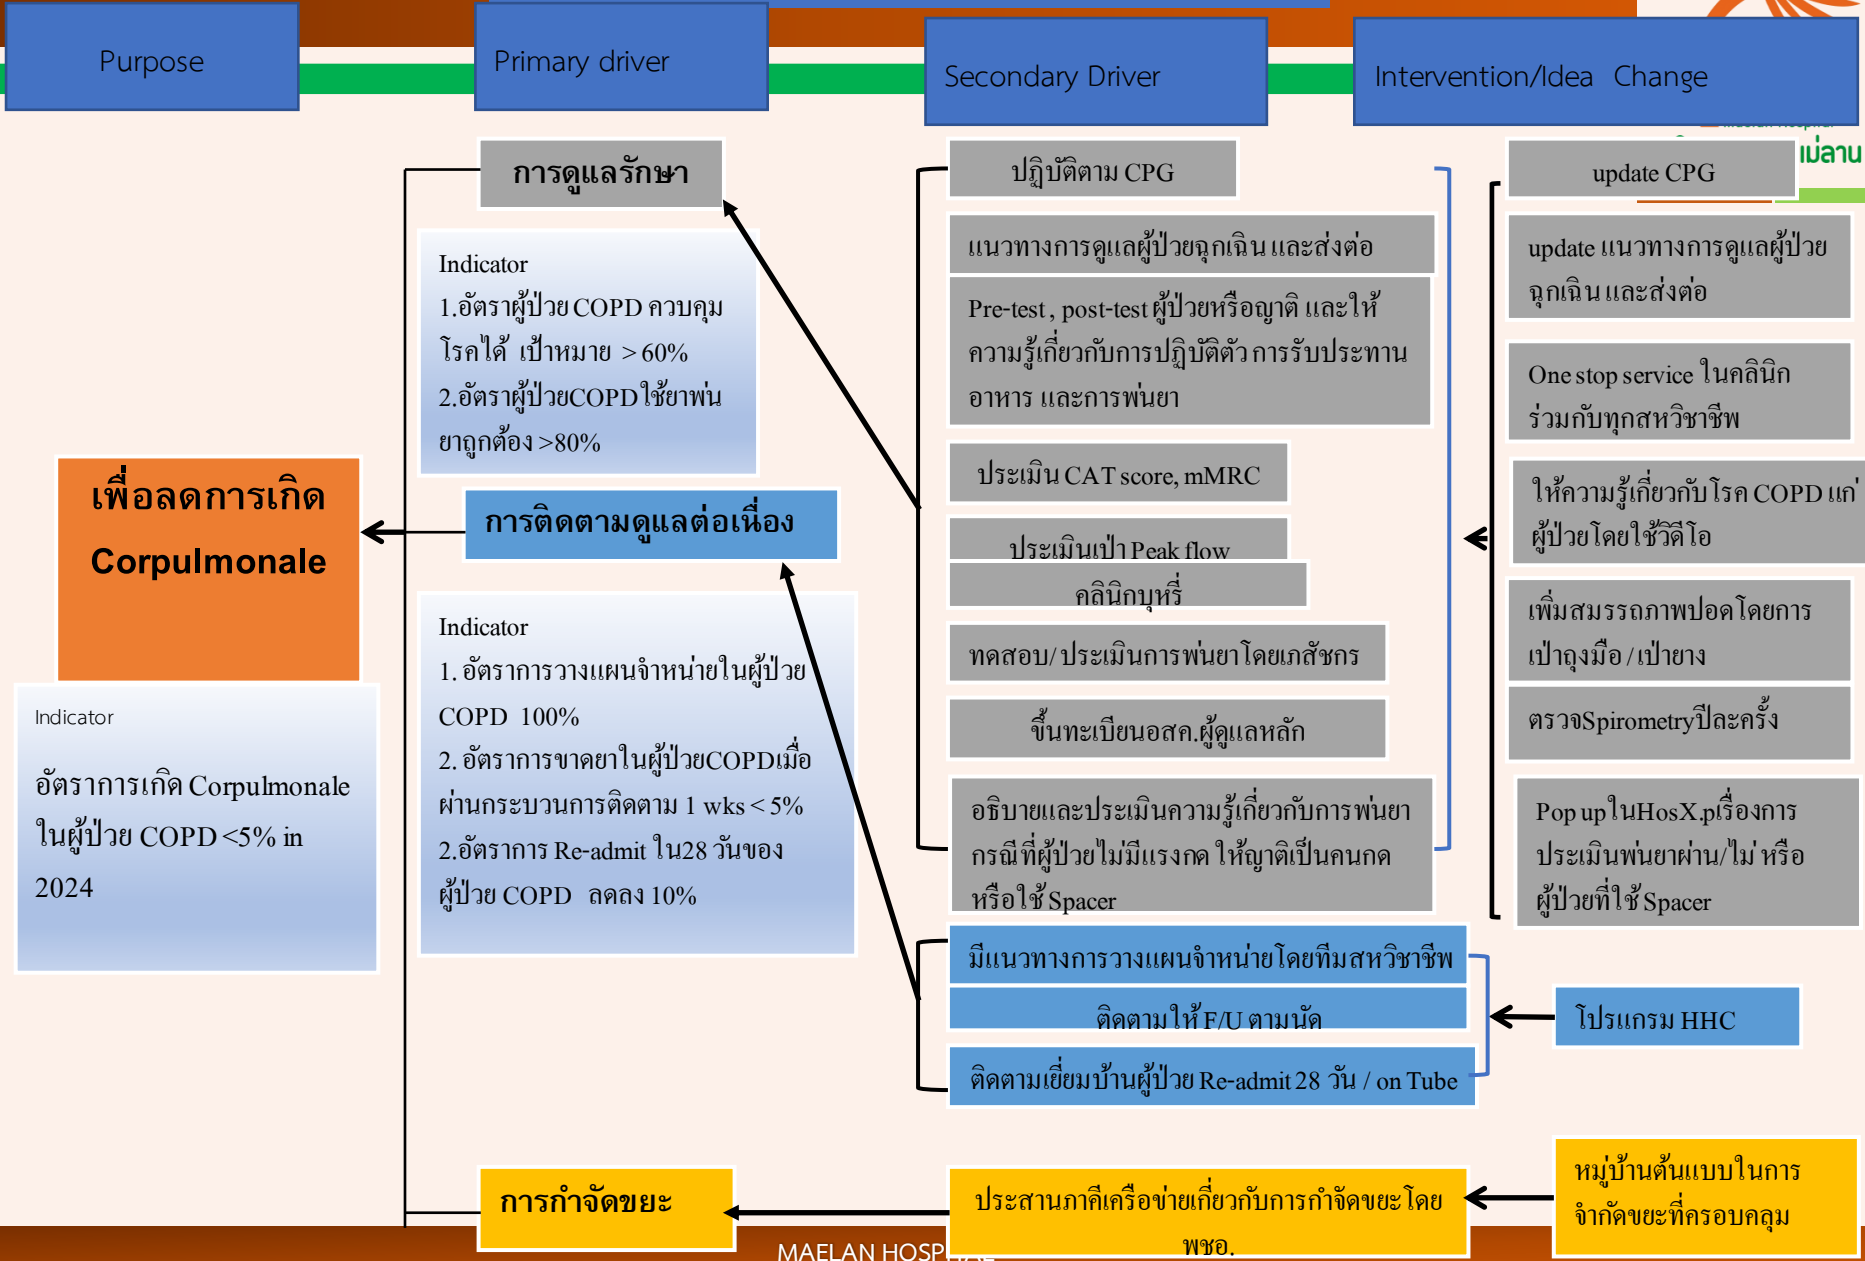 Purpose
Primary driver
Secondary Driver
Intervention/Idea Change
แม่ลาน
เพื่อลดการเกิด
Corpulmonale
Indicator
อัตราการเกิด Corpulmonale
ในผู้ป่วย COPD <5% in
2024
การดูแลรักษา
Indicator
1.อัตราผู้ป่วย COPD ควบคุม
โรคได้ เป้าหมาย > 60%
2.อัตราผู้ป่วยCOPDใช้ยาพ่น
ยาถูกต้อง >80%
การติดตามดูแลต่อเนื่อง
Indicator
1. อัตราการวางแผนจำหน่ายในผู้ป่วย
COPD 100%
2. อัตราการขาดยาในผู้ป่วยCOPDเมื่อ
ผ่านกระบวนการติดตาม 1 wks < 5%
2.อัตราการ Re-admit ใน28 วันของ
ผู้ป่วย COPD ลดลง 10%
การกำจัดขยะ
ปฏิบัติตาม CPG
แนวทางการดูแลผู้ป่วยฉุกเฉิน และส่งต่อ
Pre-test , post-test ผู้ป่วยหรือญาติ และให้
ความรู้เกี่ยวกับการปฏิบัติตัว การรับประทาน
อาหาร และการพ่นยา
ประเมิน CAT score, mMRC
ประเมินเป่า Peak flow
คลินิกบุหรี่
ทดสอบ/ประเมินการพ่นยาโดยเภสัชกร
ขึ้นทะเบียนอสค.ผู้ดูแลหลัก
อธิบายและประเมินความรู้เกี่ยวกับการพ่นยา
กรณีที่ผู้ป่วยไม่มีแรงกด ให้ญาติเป็นคนกด
หรือใช้ Spacer
มีแนวทางการวางแผนจำหน่ายโดยทีมสหวิชาชีพ
ติดตามให้ F/U ตามนัด
ติดตามเยี่ยมบ้านผู้ป่วย Re-admit 28 วัน / on Tube
ประสานภาคีเครือข่ายเกี่ยวกับการกำจัดขยะโดย
พชอ.
update CPG
update แนวทางการดูแลผู้ป่วย
ฉุกเฉิน และส่งต่อ
One stop service ในคลินิก
ร่วมกับทุกสหวิชาชีพ
ให้ความรู้เกี่ยวกับโรค COPD แก่
ผู้ป่วยโดยใช้วิดีโอ
เพิ่มสมรรถภาพปอดโดยการ
เป่าถุงมือ /เป่ายาง
ตรวจSpirometryปีละครั้ง
Pop up ในHosX.pเรื่องการ
ประเมินพ่นยาผ่าน/ไม่ หรือ
ผู้ป่วยที่ใช้ Spacer
โปรแกรม HHC
หมู่บ้านต้นแบบในการ
จำกัดขยะที่ครอบคลุม
MAELAN HOSPITAL